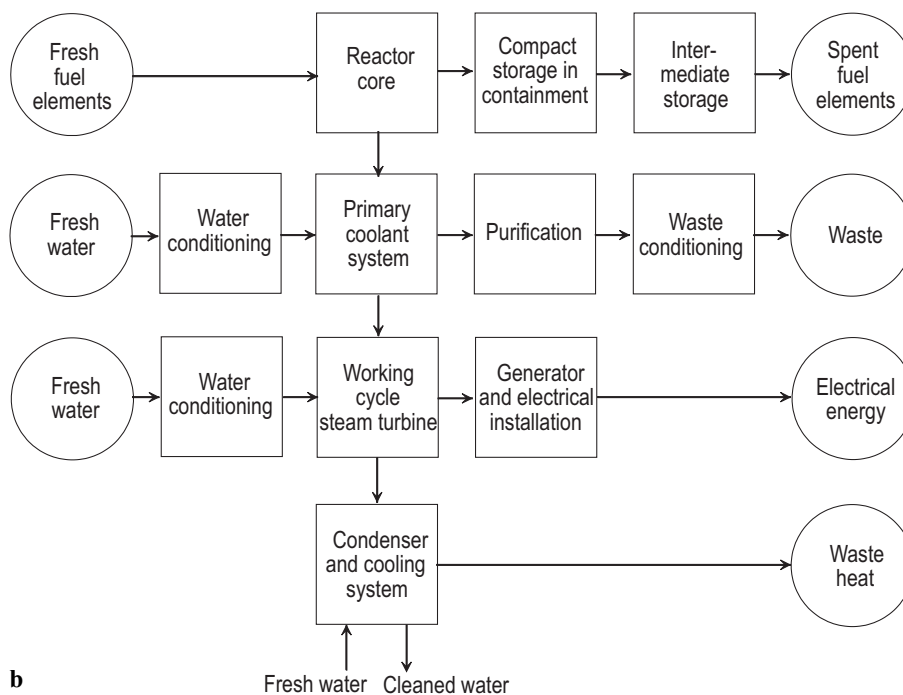 Fresh
fuel
elements
Reactor
core
Compact
storage in
containment
Inter-
mediate
storage
Spent
fuel
elements
Fresh
water
Water
conditioning
Primary
coolant
system
Purification
Waste
conditioning
Waste
Fresh
water
Water
conditioning
Working
cycle
steam turbine
Generator
and electrical
installation
Electrical
energy
Condenser
and cooling
system
Waste
heat
b
Fresh water
Cleaned water